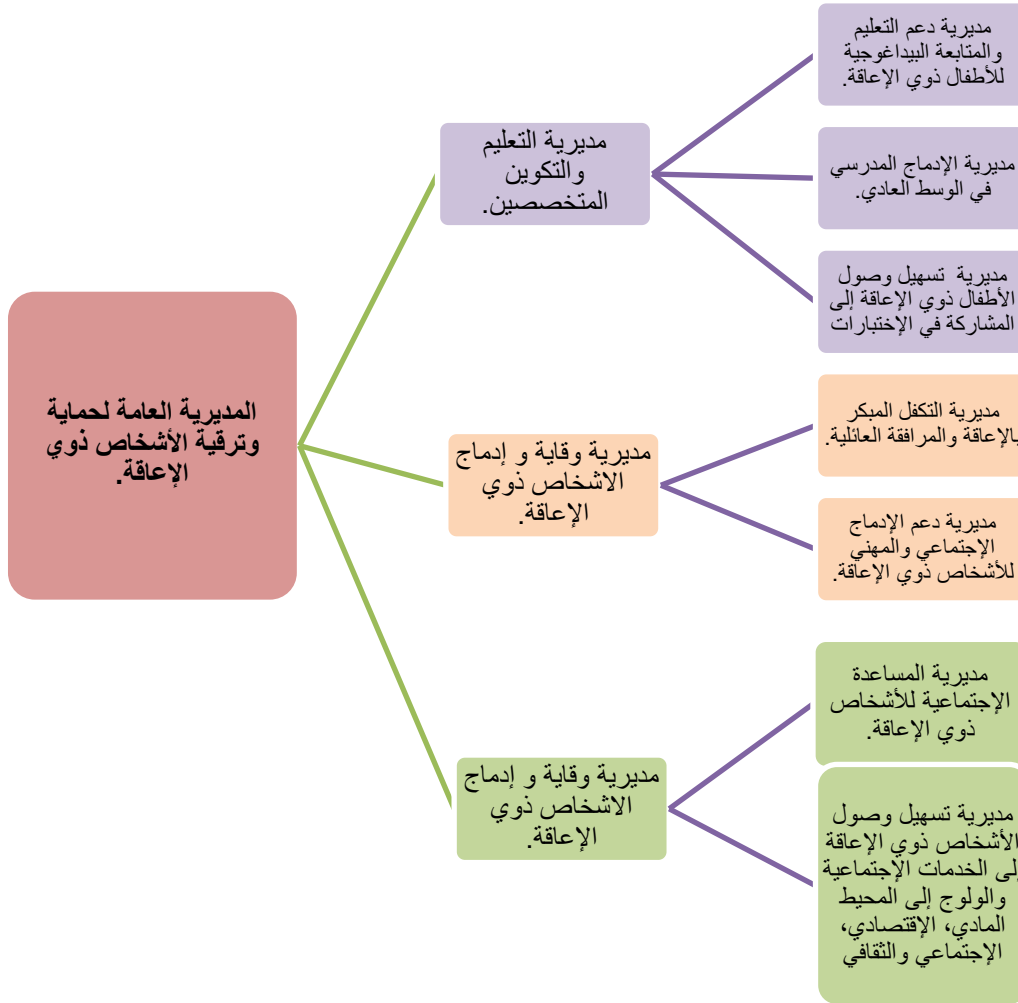 المديرية العامة لحماية
وترقية الأشخاص ذوي
الإعاقة.
مديرية التعليم
والتكوين
المتخصصين.
مديرية دعم التعليم
والمتابعة البيداغوجية
للأطفال ذوي الإعاقة.
مديرية الإدماج المدرسي
في الوسط العادي.
مديرية تسهيل وصول
الأطفال ذوي الإعاقة إلى
المشاركة في الإختبارات
مديرية وقاية و إدماج
الاشخاص ذوي
الإعاقة.
مديرية التكفل المبكر
بالإعاقة والمرافقة العائلية.
مديرية دعم الإدماج
الإجتماعي والمهني
للأشخاص ذوي الإعاقة.
مديرية وقاية و إدماج
الاشخاص ذوي
الإعاقة.
مديرية المساعدة
الإجتماعية للأشخاص
ذوي الإعاقة.
مديرية تسهيل وصول
الأشخاص ذوي الإعاقة
إلى الخدمات الإجتماعية
والولوج إلى المحيط
المادي، الإقتصادي،
الإجتماعي والثقافي